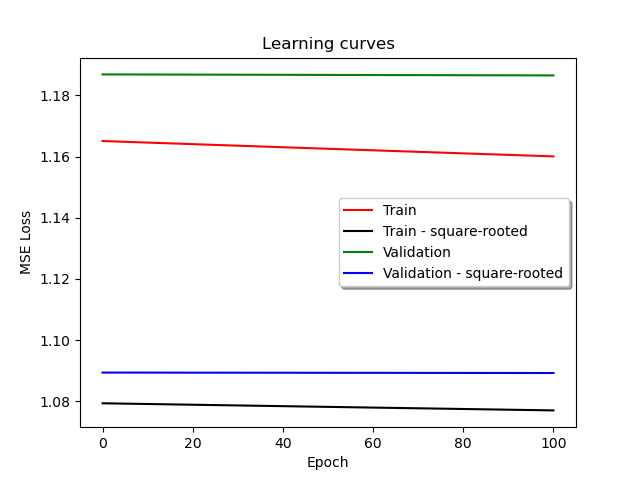 Learning curves
MSE Loss
1.18
1.16
1.14
1.12
1.10
1.08
Train
Train - square-rooted
Validation
Validation - square-rooted
0 20 40 60 80 100
Epoch